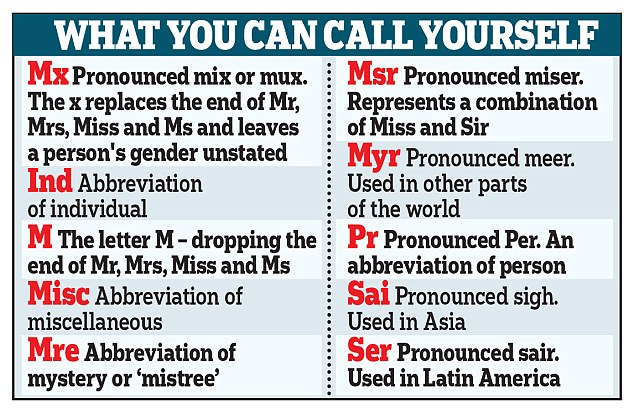 WHAT YOU CAN CALL YOURSELF
Mx Pronounced mix or mux.
The x replaces the end of Mr,
Mrs, Miss and Ms and leaves
a person's gender unstated
Ind Abbreviation
of individual
M The letter M – dropping the
end of Mr, Mrs, Miss and Ms
Misc Abbreviation of
miscellaneous
Mre Abbreviation of
mystery or ‘mistree’
Msr Pronounced miser.
Represents a combination
of Miss and Sir
Myr Pronounced meer.
Used in other parts
of the world
Pr Pronounced Per. An
abbreviation of person
Sai Pronounced sigh.
Used in Asia
Ser Pronounced sair.
Used in Latin America